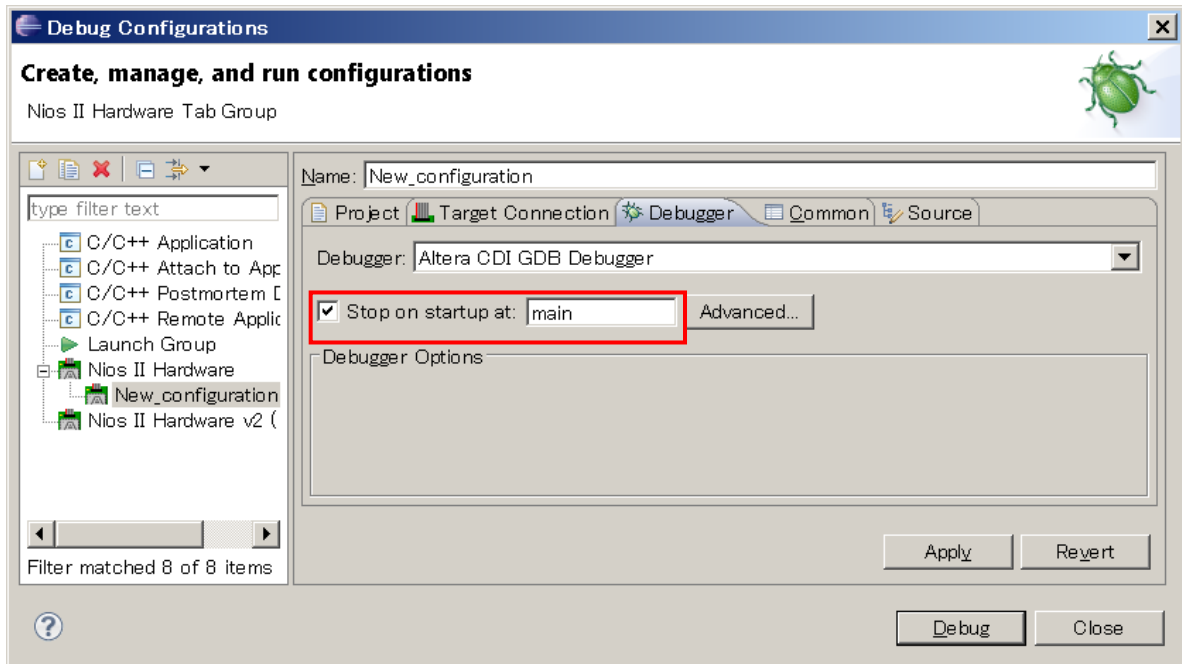 Debug Configurations
Create, manage, and run configurations
Nios II Hardware Tab Group
type filter text
C/C++ Application
C/C++ Attach to App
C/C++ Postmortem D
C/C++ Remote Applic
Launch Group
Nios II Hardware
New_configuration
Nios II Hardware v2 (
Filter matched 8 of 8 items
Name: New_configuration
Project Target Connection Debugger Common Source
Debugger: Altera CDI GDB Debugger
Stop on startup at: main Advanced...
Debugger Options
Apply Revert
Debug Close